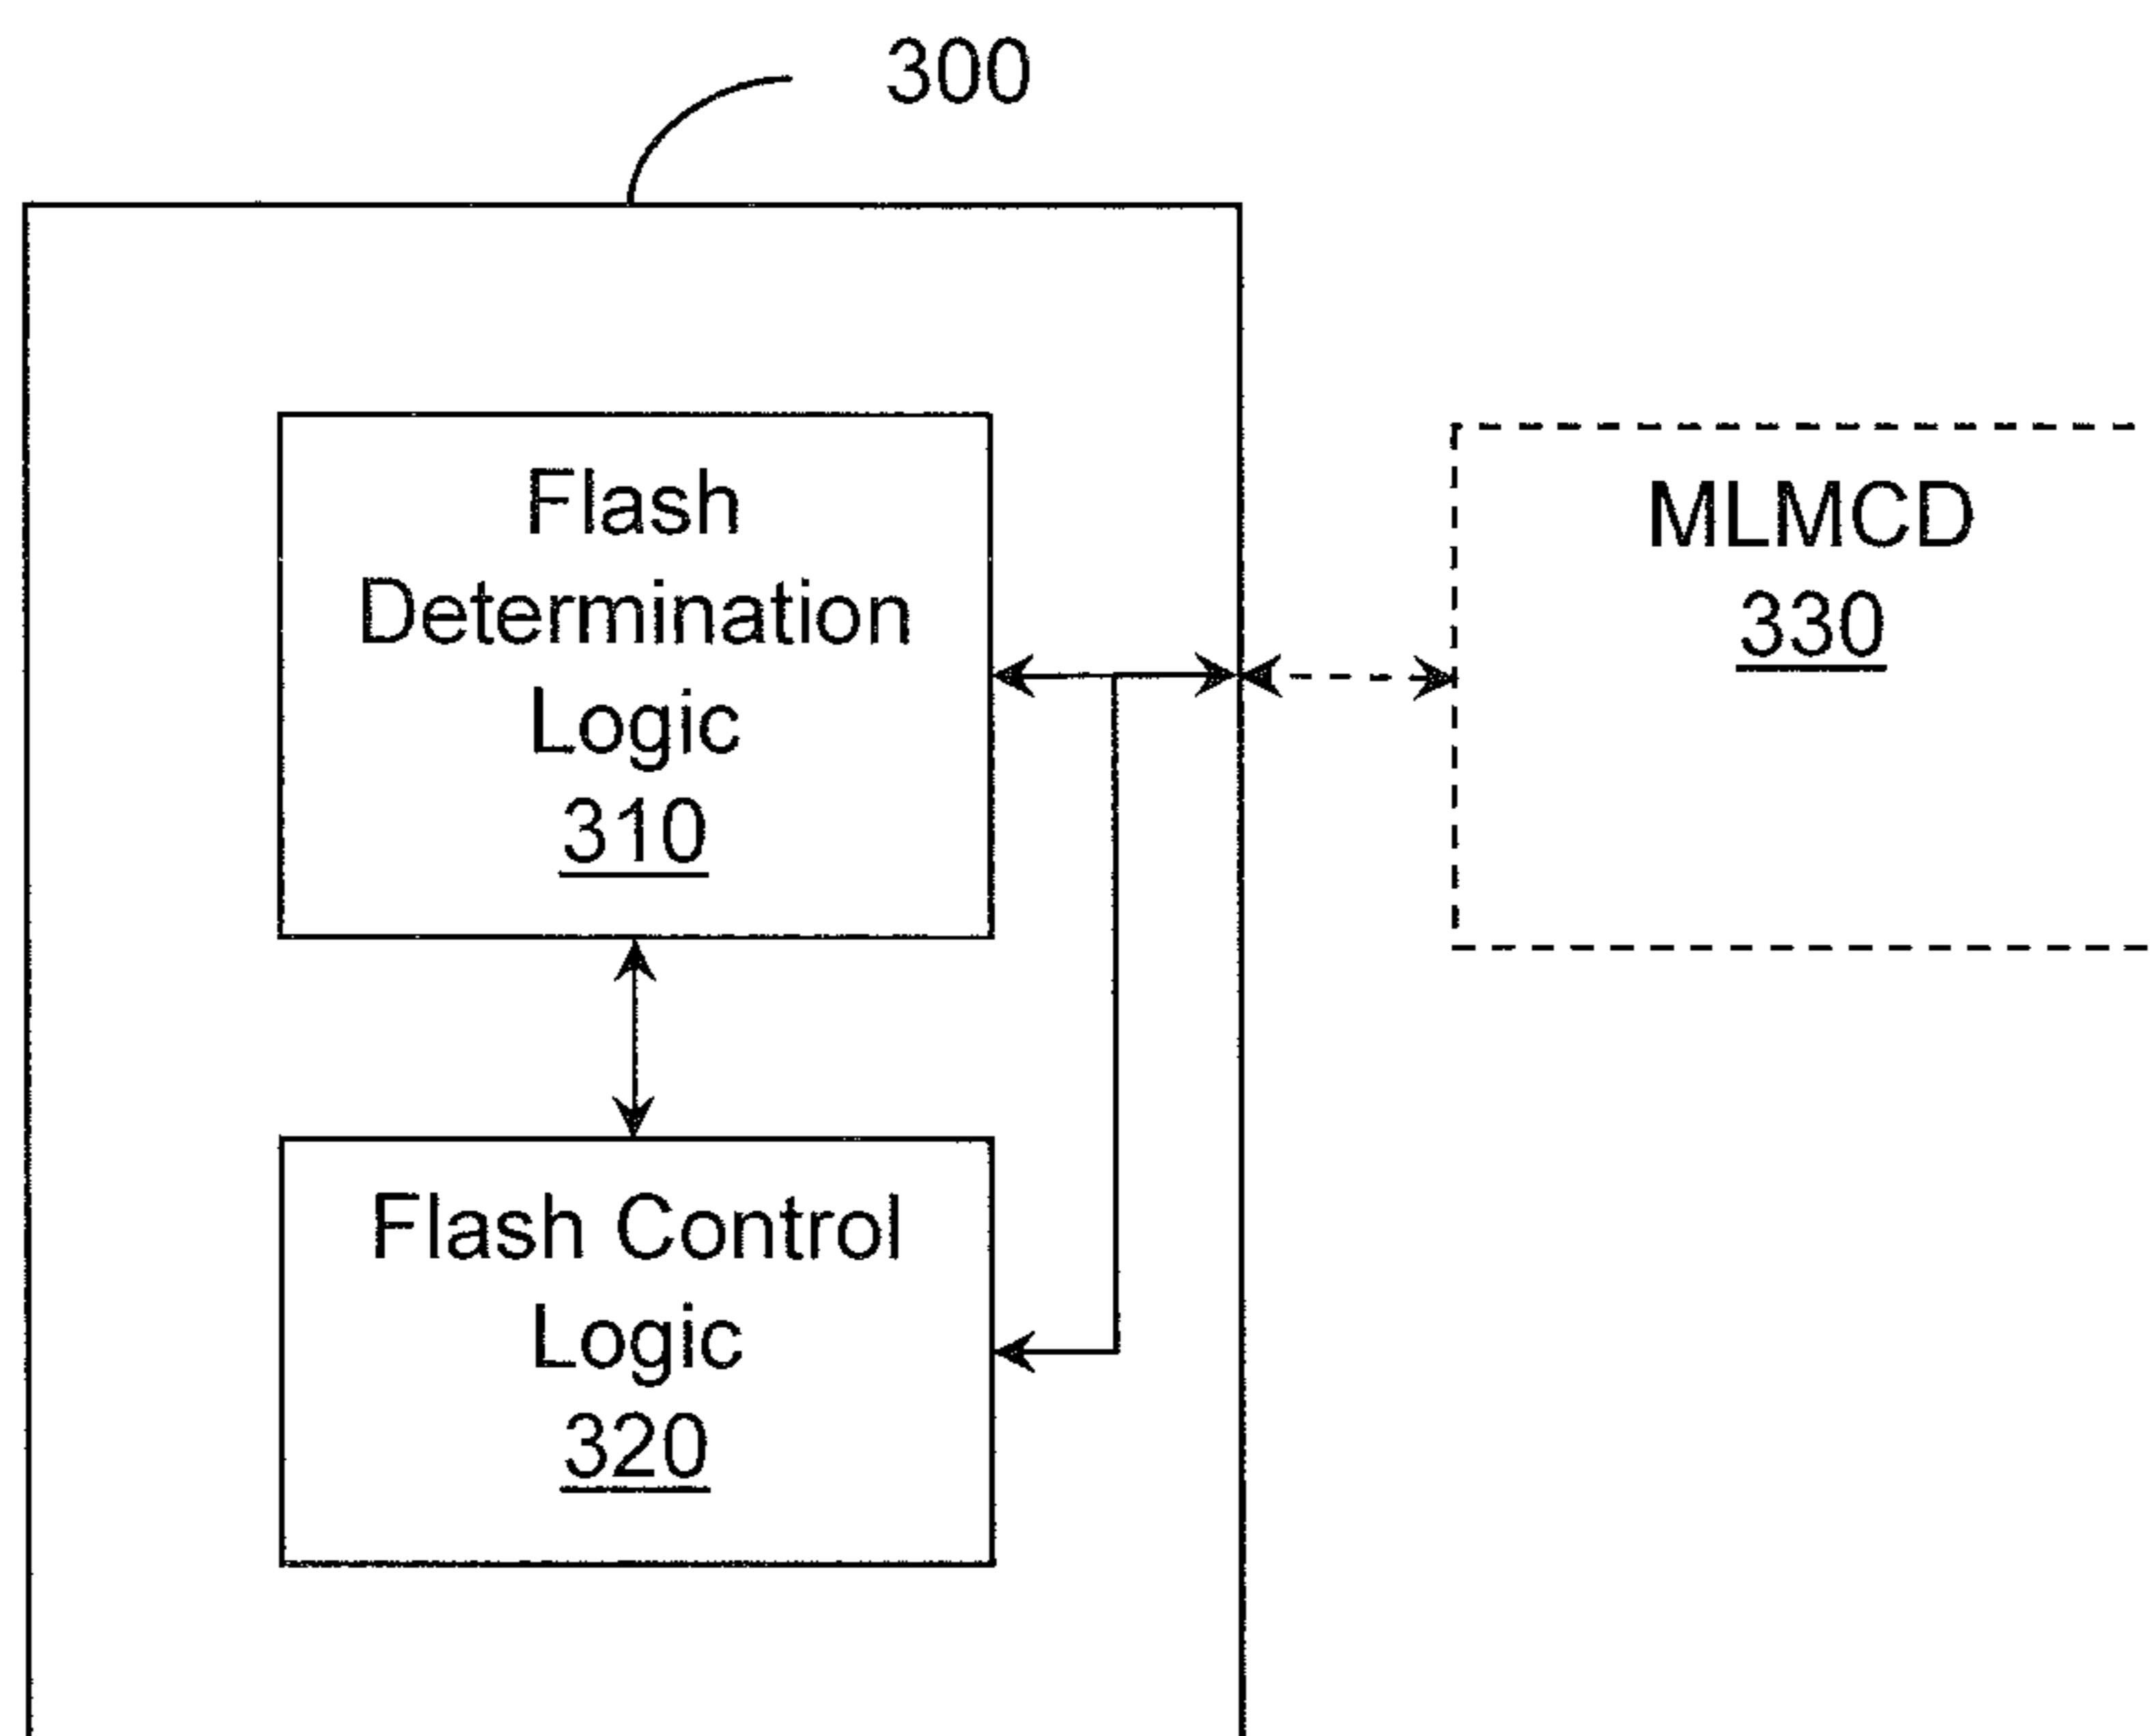 300
Flash
Determination
Logic
310
MLMCD
330
Flash Control
Logic
320